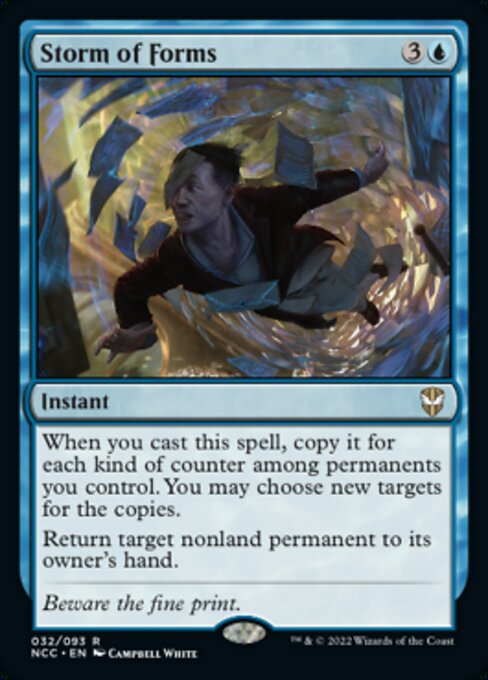 Storm of Forms 3
Instant
When you cast this spell, copy it for
each kind of counter among permanents
you control. You may choose new targets
for the copies.
Return target nonland permanent to its
owner's hand.
Beware the fine print.
032/093 R
NCC • EN Campbell White
™ & © 2022 Wizards of the Coast